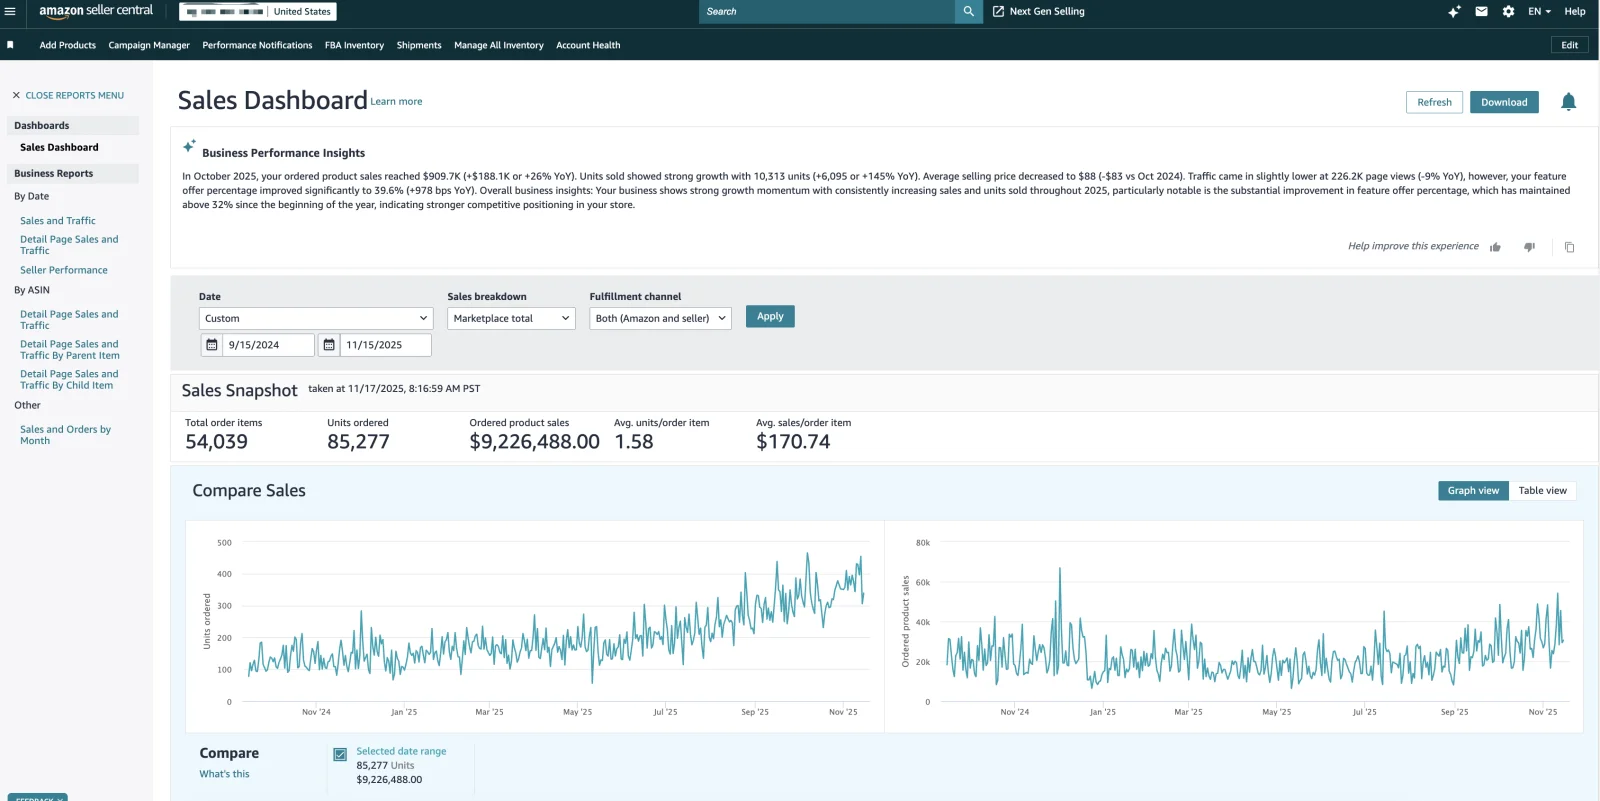 amazon seller central
United States
Search
Next Gen Selling
EN
Help
Add Products
Campaign Manager
Performance Notifications
FBA Inventory
Shipments
Manage All Inventory
Account Health
Edit
CLOSE REPORTS MENU
Dashboards
Sales Dashboard
Business Reports
By Date
Sales and Traffic
Detail Page Sales and
Traffic
Seller Performance
By ASIN
Detail Page Sales and
Traffic
Detail Page Sales and
Traffic By Parent Item
Detail Page Sales and
Traffic By Child Item
Other
Sales and Orders by
Month
FEEDBACK
Sales Dashboard Learn more
Refresh
Download
Business Performance Insights
In October 2025, your ordered product sales reached $909.7K (+$188.1K or +26% YoY). Units sold showed strong growth with 10,313 units (+6,095 or +145% YoY). Average selling price decreased to $88 (-$83 vs Oct 2024). Traffic came in slightly lower at 226.2K page views (-9% YoY), however, your feature
offer percentage improved significantly to 39.6% (+978 bps YoY). Overall business insights: Your business shows strong growth momentum with consistently increasing sales and units sold throughout 2025, particularly notable is the substantial improvement in feature offer percentage, which has maintained
above 32% since the beginning of the year, indicating stronger competitive positioning in your store.
Help improve this experience
Date
Sales breakdown
Fulfillment channel
Custom
Marketplace total
Both (Amazon and seller)
Apply
9/15/2024
11/15/2025
Sales Snapshot taken at 11/17/2025, 8:16:59 AM PST
Total order items
Units ordered
Ordered product sales
Avg. units/order item
Avg. sales/order item
54,039
85,277
$9,226,488.00
1.58
$170.74
Compare Sales
Graph view
Table view
Units ordered
500
400
300
200
100
0
Nov '24
Jan '25
Mar '25
May '25
Jul '25
Sep '25
Nov '25
Ordered product sales
80k
60k
40k
20k
0
Nov '24
Jan '25
Mar '25
May '25
Jul '25
Sep '25
Nov '25
Compare
What's this
Selected date range
85,277 Units
$9,226,488.00